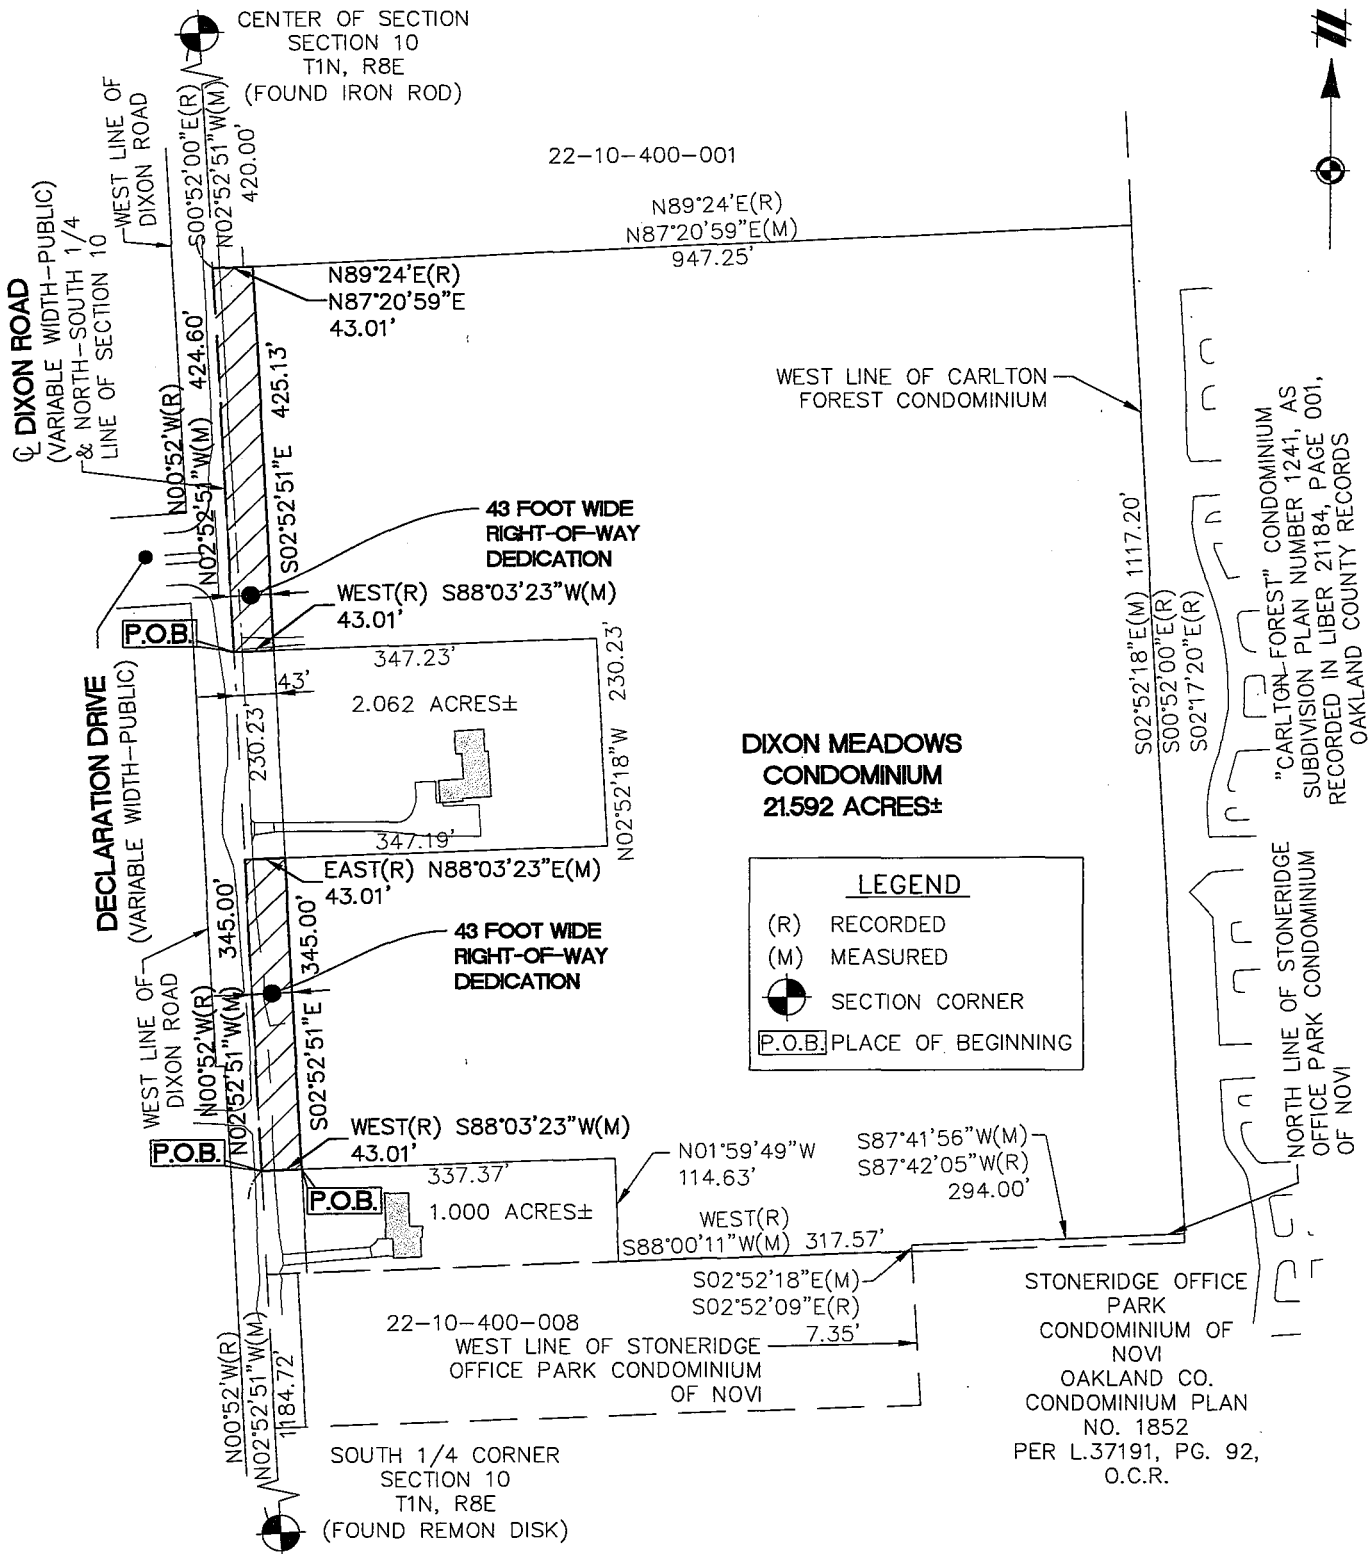 CENTER OF SECTION
SECTION 10
T1N, R8E
(FOUND IRON ROD)
WEST LINE OF
DIXON ROAD
S00°52'00"E(R)
N02°52'51"W(M)
420.00'
22-10-400-001
N89°24'E(R)
N87°20'59"E(M)
947.25'
℄ DIXON ROAD
(VARIABLE WIDTH-PUBLIC)
& NORTH-SOUTH 1/4
LINE OF SECTION 10
N89°24'E(R)
N87°20'59"E
43.01'
N00°52'W(R)
N02°52'51"W(M) 424.60'
S02°52'51"E 425.13'
WEST LINE OF CARLTON
FOREST CONDOMINIUM
43 FOOT WIDE
RIGHT-OF-WAY
DEDICATION
WEST(R) S88°03'23"W(M)
43.01'
P.O.B.
347.23'
43'
2.062 ACRES±
230.23'
N02°52'18"W 230.23'
347.19'
DECLARATION DRIVE
(VARIABLE WIDTH-PUBLIC)
DIXON MEADOWS
CONDOMINIUM
21.592 ACRES±
S02°52'18"E(M) 1117.20'
S00°52'00"E(R)
S02°17'20"E(R)
"CARLTON FOREST" CONDOMINIUM
SUBDIVISION PLAN NUMBER 1241, AS
RECORDED IN LIBER 21184, PAGE 001,
OAKLAND COUNTY RECORDS
EAST(R) N88°03'23"E(M)
43.01'
43 FOOT WIDE
RIGHT-OF-WAY
DEDICATION
WEST LINE OF
DIXON ROAD
N00°52'W(R)
N02°52'51"W(M) 345.00'
S02°52'51"E 345.00'
LEGEND
(R) RECORDED
(M) MEASURED
SECTION CORNER
P.O.B. PLACE OF BEGINNING
NORTH LINE OF STONERIDGE
OFFICE PARK CONDOMINIUM
OF NOVI
WEST(R) S88°03'23"W(M)
43.01'
P.O.B.
337.37'
P.O.B.
1.000 ACRES±
N01°59'49"W
114.63'
S87°41'56"W(M)
S87°42'05"W(R)
294.00'
WEST(R)
S88°00'11"W(M) 317.57'
S02°52'18"E(M)
S02°52'09"E(R)
7.35'
22-10-400-008
WEST LINE OF STONERIDGE
OFFICE PARK CONDOMINIUM
OF NOVI
STONERIDGE OFFICE
PARK
CONDOMINIUM OF
NOVI
OAKLAND CO.
CONDOMINIUM PLAN
NO. 1852
PER L.37191, PG. 92,
O.C.R.
N00°52'W(R)
N02°52'51"W(M)
1184.72'
SOUTH 1/4 CORNER
SECTION 10
T1N, R8E
(FOUND REMON DISK)